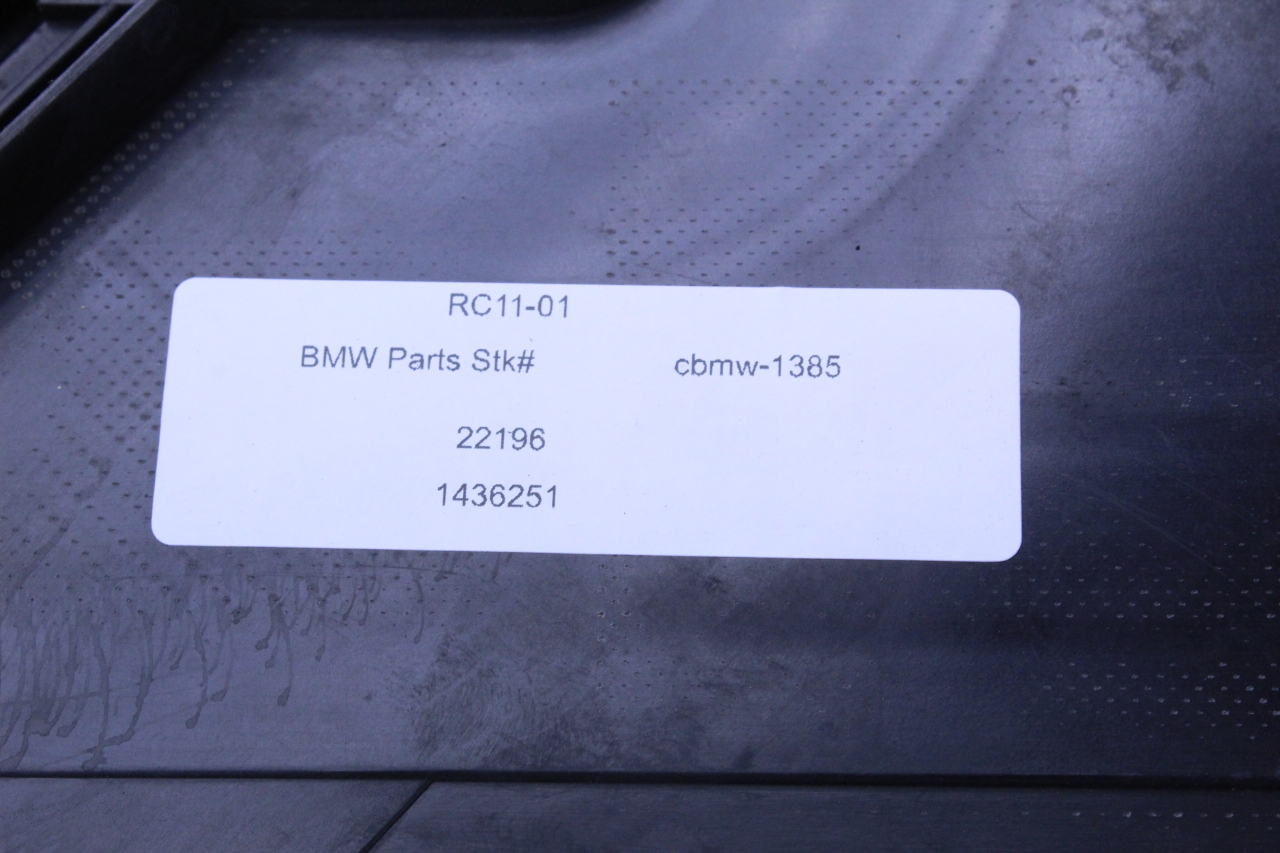 RC11-01
BMW Parts Stk# cbmw-1385
22196
1436251